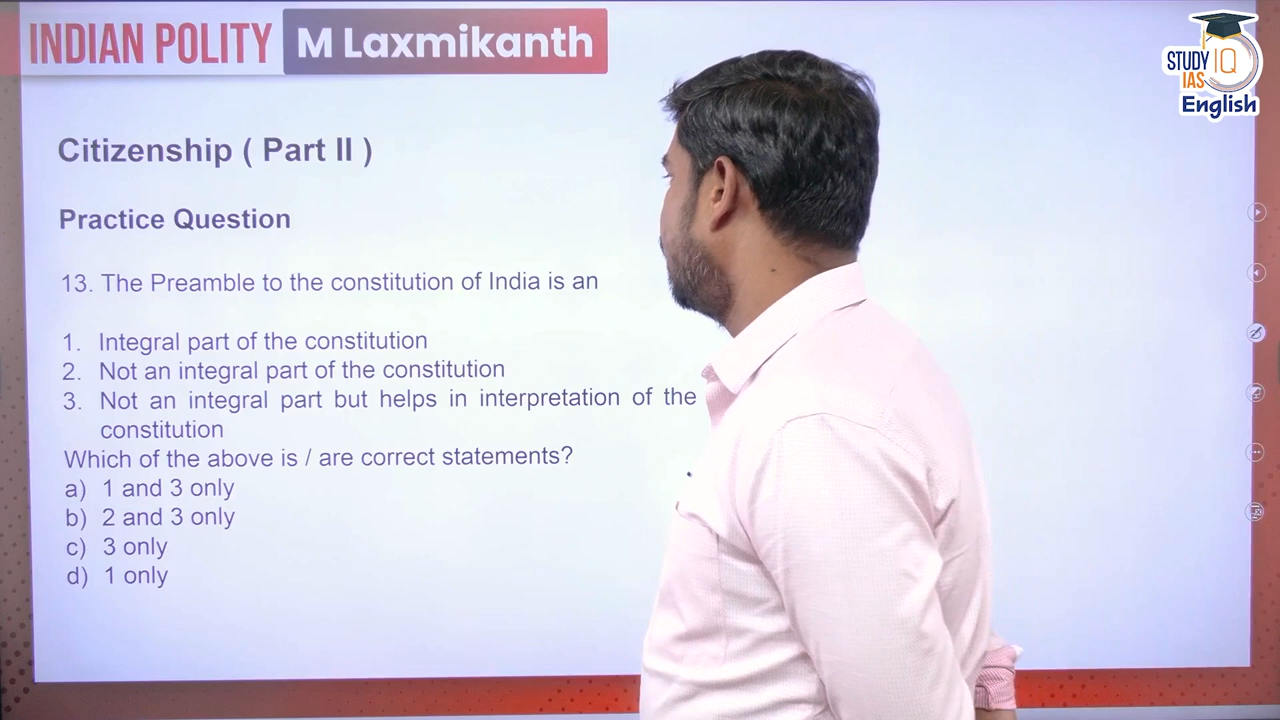 INDIAN POLITY M Laxmikanth
STUDY IQ
IAS
English
Citizenship ( Part II )
Practice Question
13. The Preamble to the constitution of India is an
1. Integral part of the constitution
2. Not an integral part of the constitution
3. Not an integral part but helps in interpretation of the
constitution
Which of the above is / are correct statements?
a) 1 and 3 only
b) 2 and 3 only
c) 3 only
d) 1 only